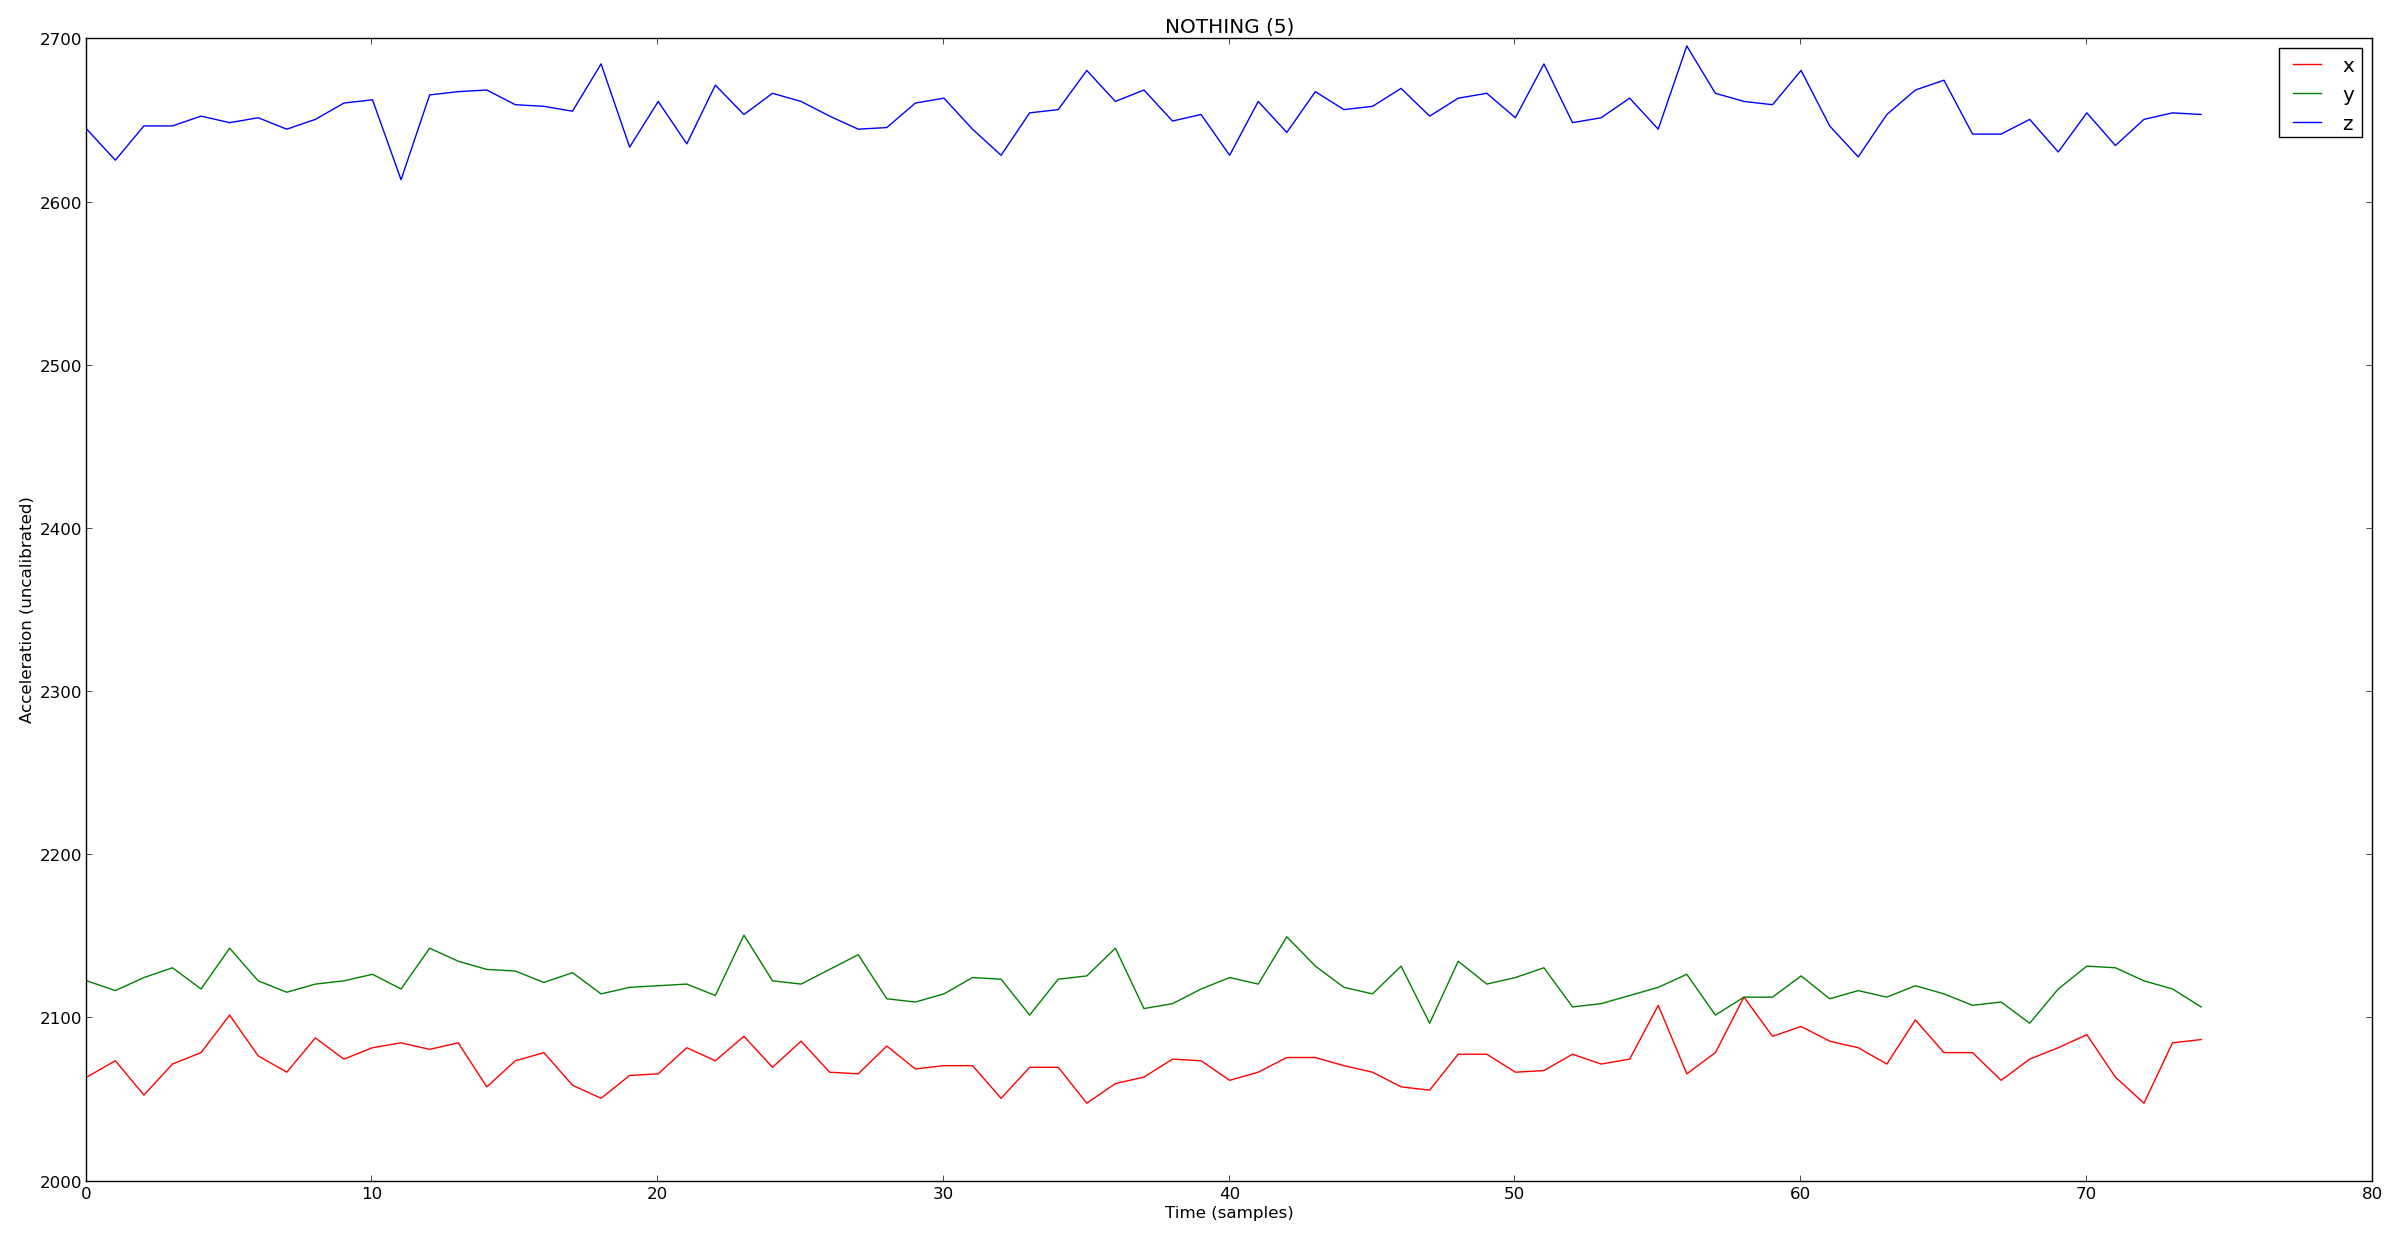 NOTHING (5)
2700
2600
2500
2400
2300
2200
2100
2000
Acceleration (uncalibrated)
x
y
z
0 10 20 30 40 50 60 70 80
Time (samples)